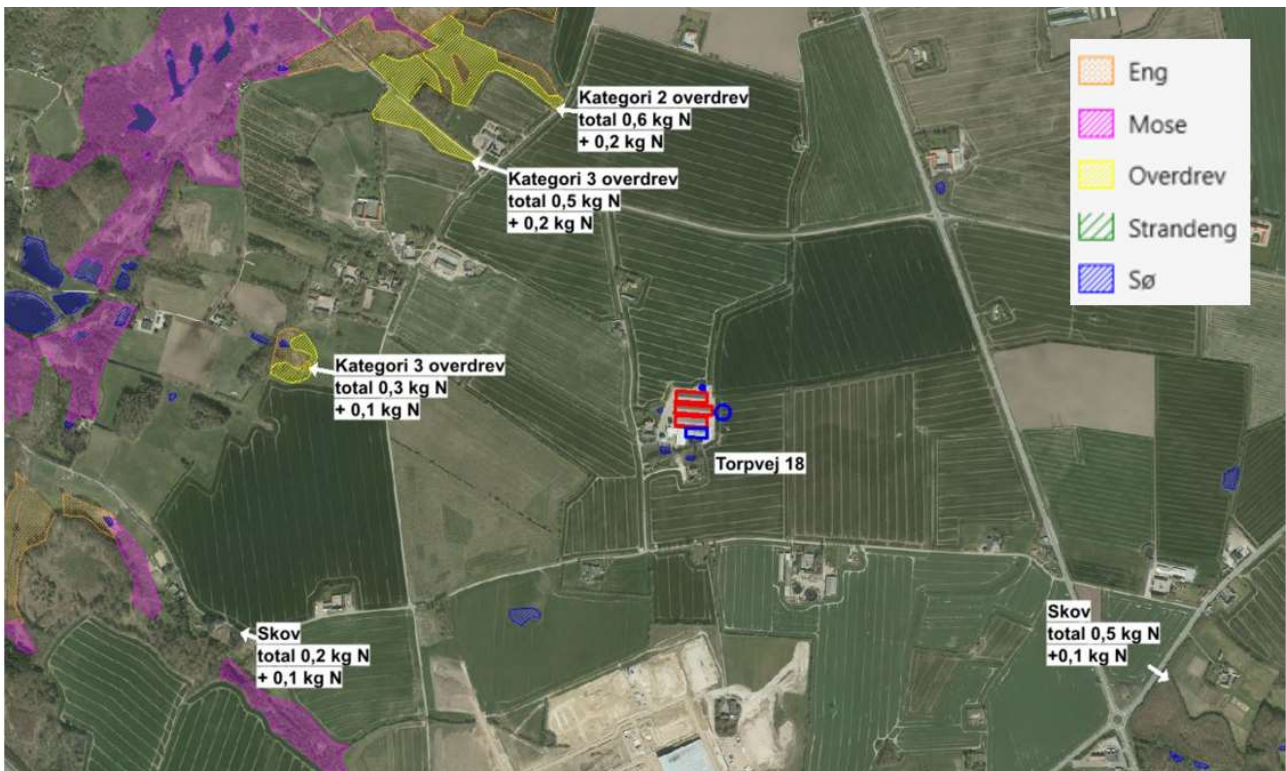 Eng
Mose
Overdrev
Strandeng
Sø
Kategori 2 overdrev
total 0,6 kg N
+ 0,2 kg N
Kategori 3 overdrev
total 0,5 kg N
+ 0,2 kg N
Kategori 3 overdrev
total 0,3 kg N
+ 0,1 kg N
Torpvej 18
Skov
total 0,2 kg N
+ 0,1 kg N
Skov
total 0,5 kg N
+0,1 kg N